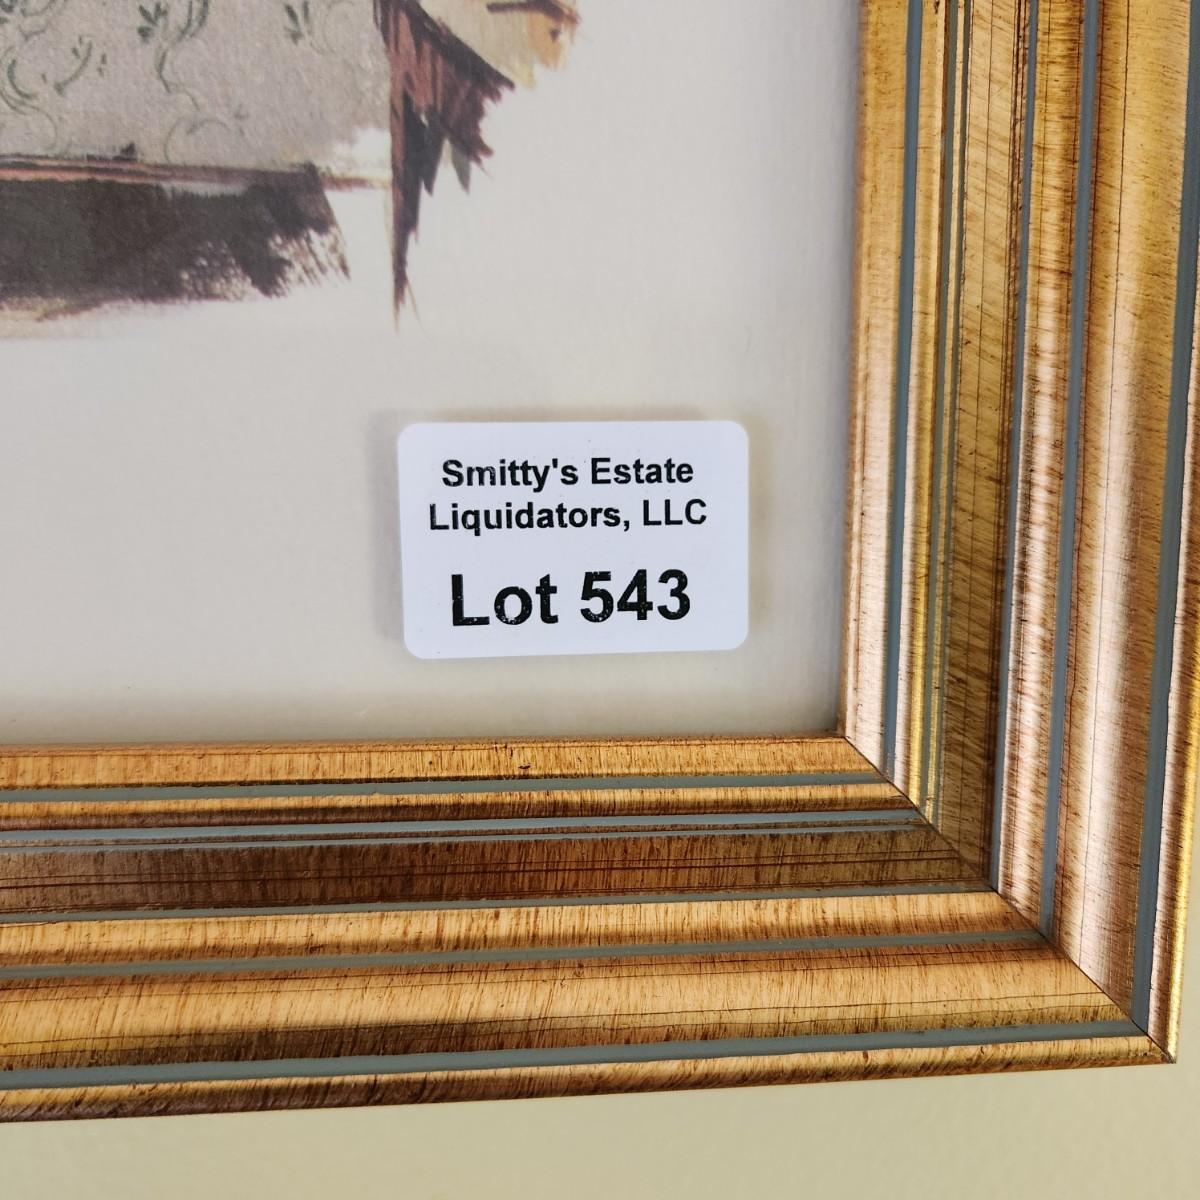 Smitty's Estate
Liquidators, LLC
Lot 543